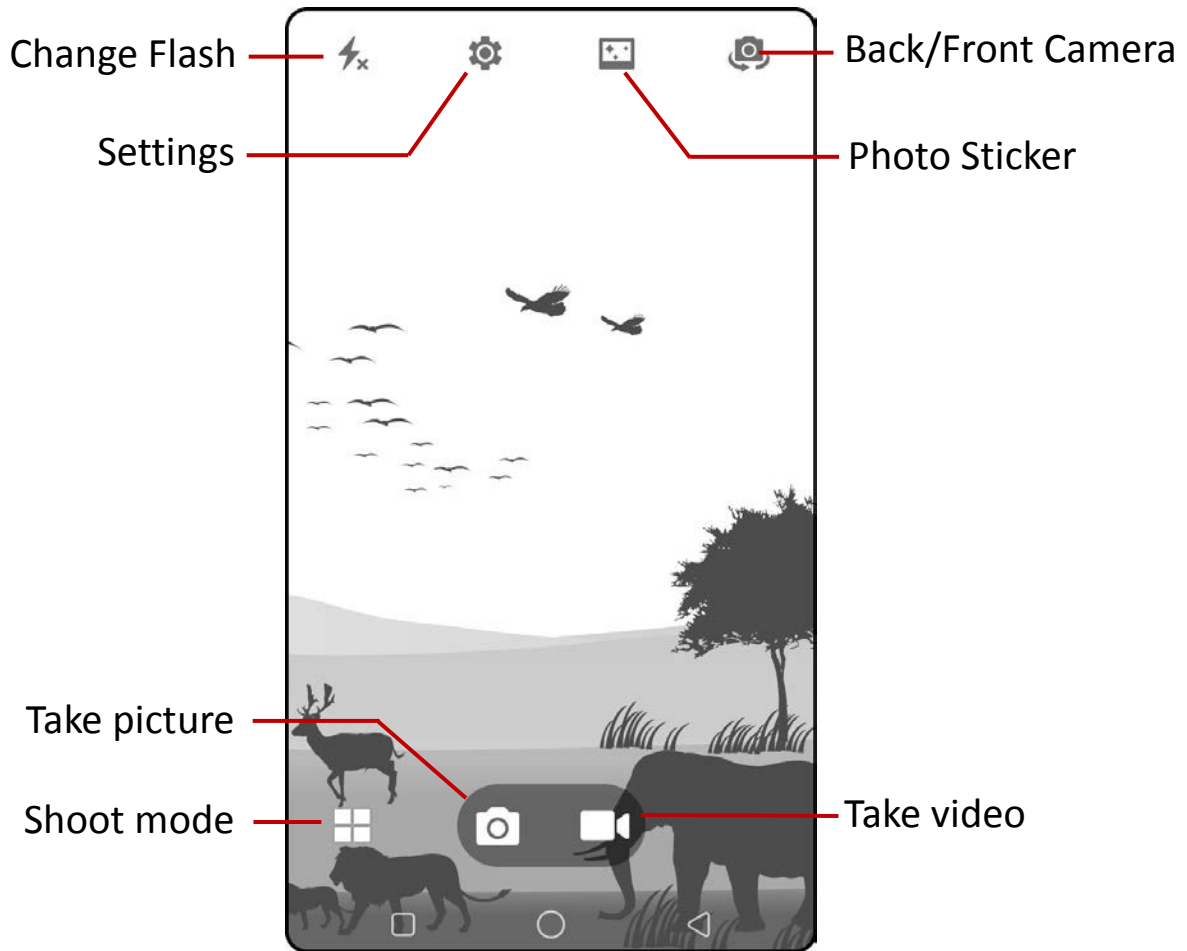 Change Flash
Back/Front Camera
Settings
Photo Sticker
Take picture
Shoot mode
Take video